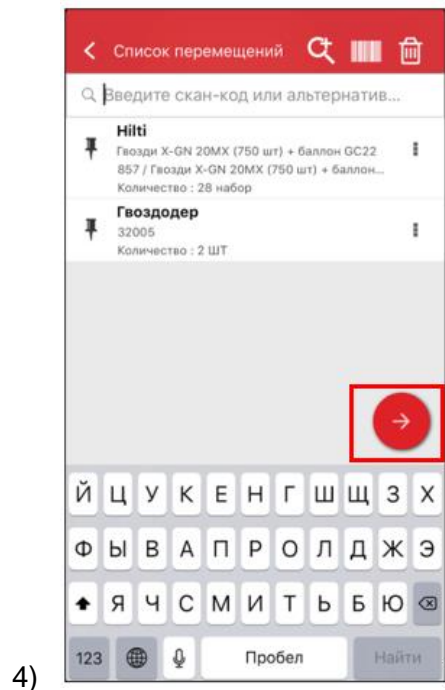 Список перемещений
Введите скан-код или альтернатив...
Hilti
Гвозди X-GN 20MX (750 шт) + баллон GC22
857 / Гвозди X-GN 20MX (750 шт) + баллон...
Количество : 28 набор
Гвоздодер
32005
Количество : 2 ШТ
Й Ц У К Е Н Г Ш Щ З Х
Ф Ы В А П Р О Л Д Ж Э
Я Ч С М И Т Ь Б Ю
123 Пробел Найти
4)